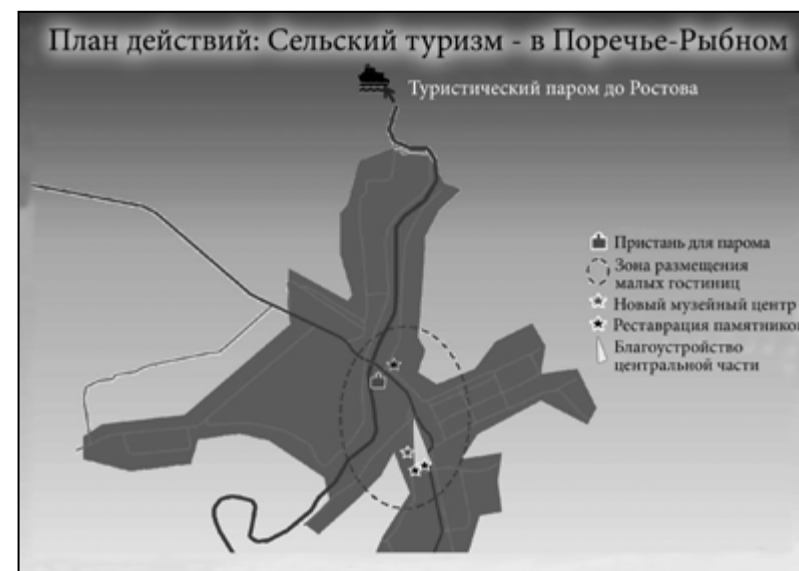 План действий: Сельский туризм - в Поречье-Рыбном
Туристический паром до Ростова
Пристань для парома
Зона размещения
малых гостиниц
Новый музейный центр
Реставрация памятников
Благоустройство
центральной части